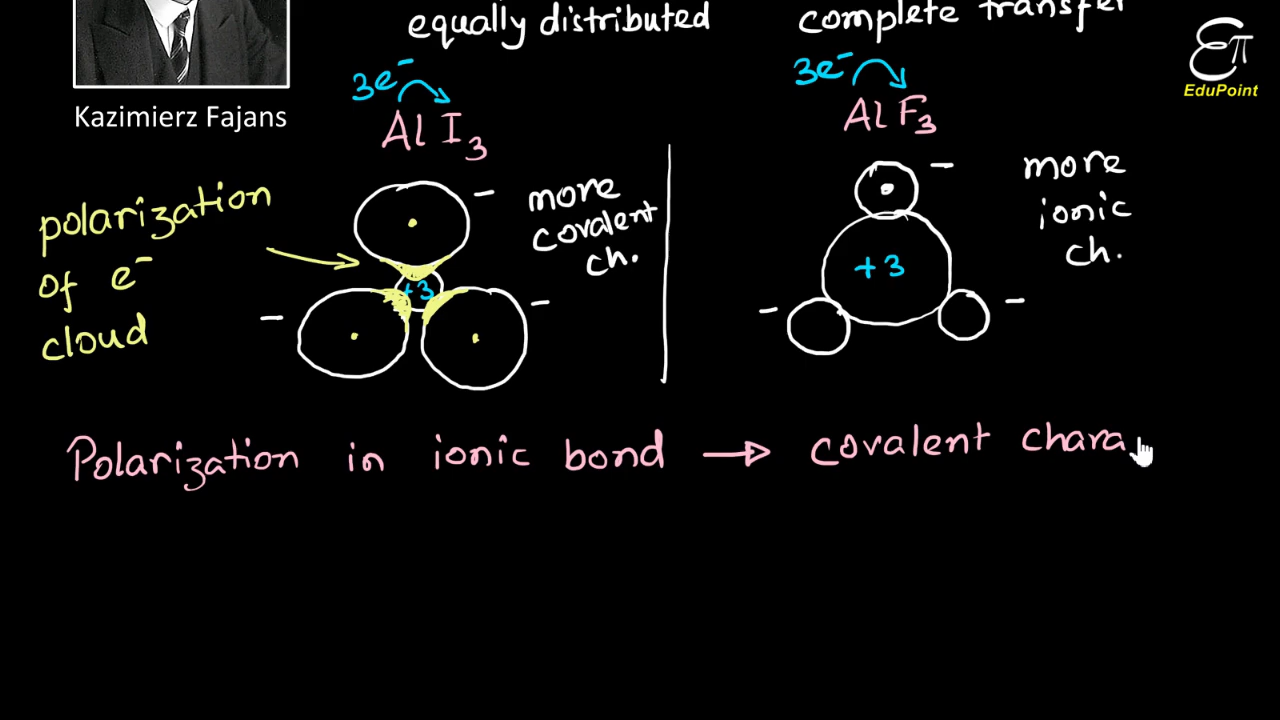 equally distributed
complete transfer
Επ
EduPoint
Kazimierz Fajans
3e⁻
Al I₃
3e⁻
Al F₃
polarization
of e⁻
cloud
−
more
covalent
ch.
+3
−
−
−
more
ionic
ch.
+3
−
−
Polarization in ionic bond → covalent chara